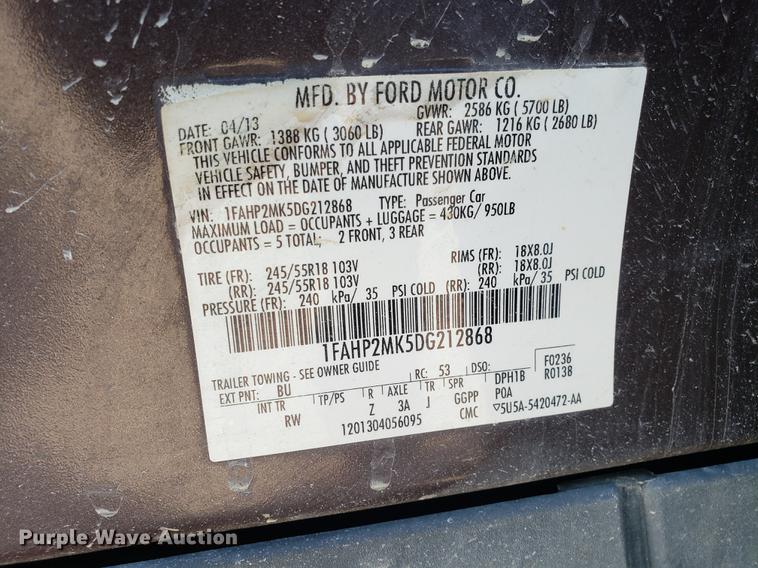 MFD. BY FORD MOTOR CO.
DATE: 04/13 GVWR: 2586 KG ( 5700 LB)
FRONT GAWR: 1388 KG ( 3060 LB) REAR GAWR: 1216 KG ( 2680 LB)
THIS VEHICLE CONFORMS TO ALL APPLICABLE FEDERAL MOTOR
VEHICLE SAFETY, BUMPER, AND THEFT PREVENTION STANDARDS
IN EFFECT ON THE DATE OF MANUFACTURE SHOWN ABOVE.
VIN: 1FAHP2MK5DG212868 TYPE: Passenger Car
MAXIMUM LOAD = OCCUPANTS + LUGGAGE = 430KG/ 950LB
OCCUPANTS = 5 TOTAL; 2 FRONT, 3 REAR
TIRE (FR): 245/55R18 103V RIMS (FR): 18X8.0J
(RR): 245/55R18 103V (RR): 18X8.0J
PRESSURE (FR): 240 kPa/ 35 PSI COLD (RR): 240 kPa/ 35 PSI COLD
1FAHP2MK5DG212868
TRAILER TOWING - SEE OWNER GUIDE F0236
EXT PNT: BU RC: 53 DSO: R0138
INT TR TP/PS R AXLE TR SPR DPH1B
RW Z 3A J GGPP POA
1201304056095 CMC ▽5U5A-5420472-AA
Purple Wave Auction